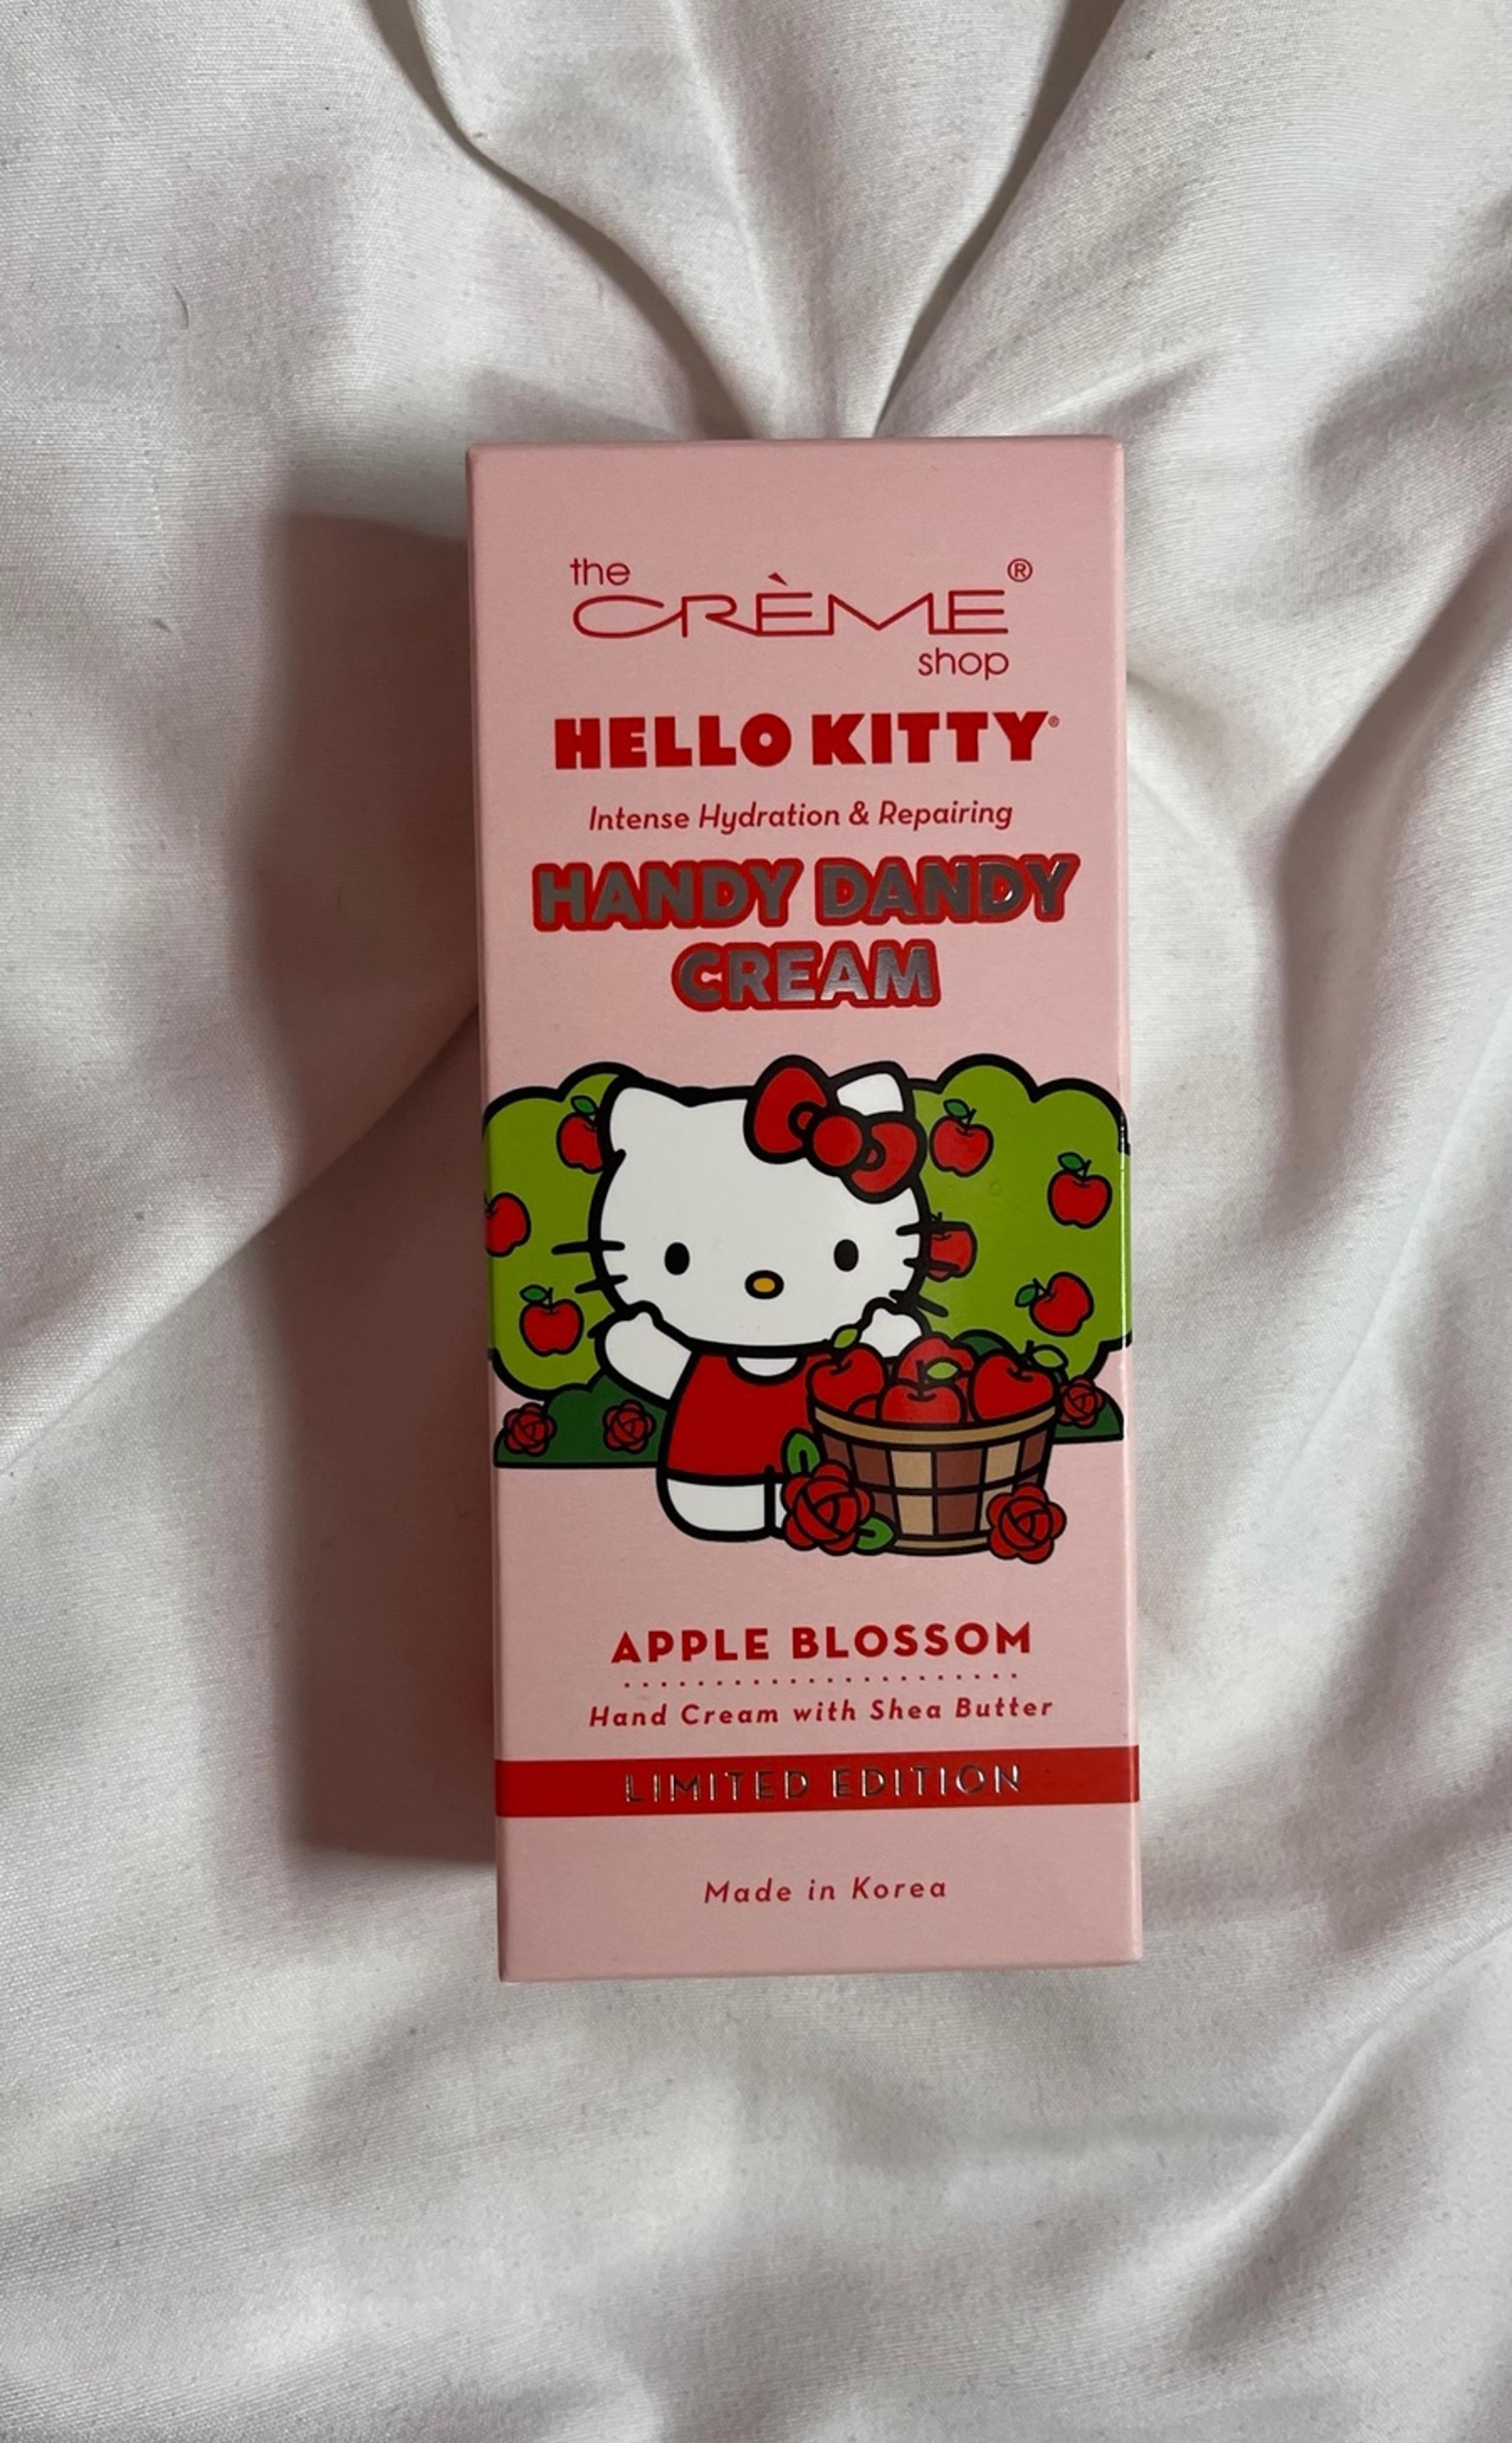 the
CRÈME®
shop
HELLO KITTY®
Intense Hydration & Repairing
HANDY DANDY
CREAM
APPLE BLOSSOM
Hand Cream with Shea Butter
LIMITED EDITION
Made in Korea